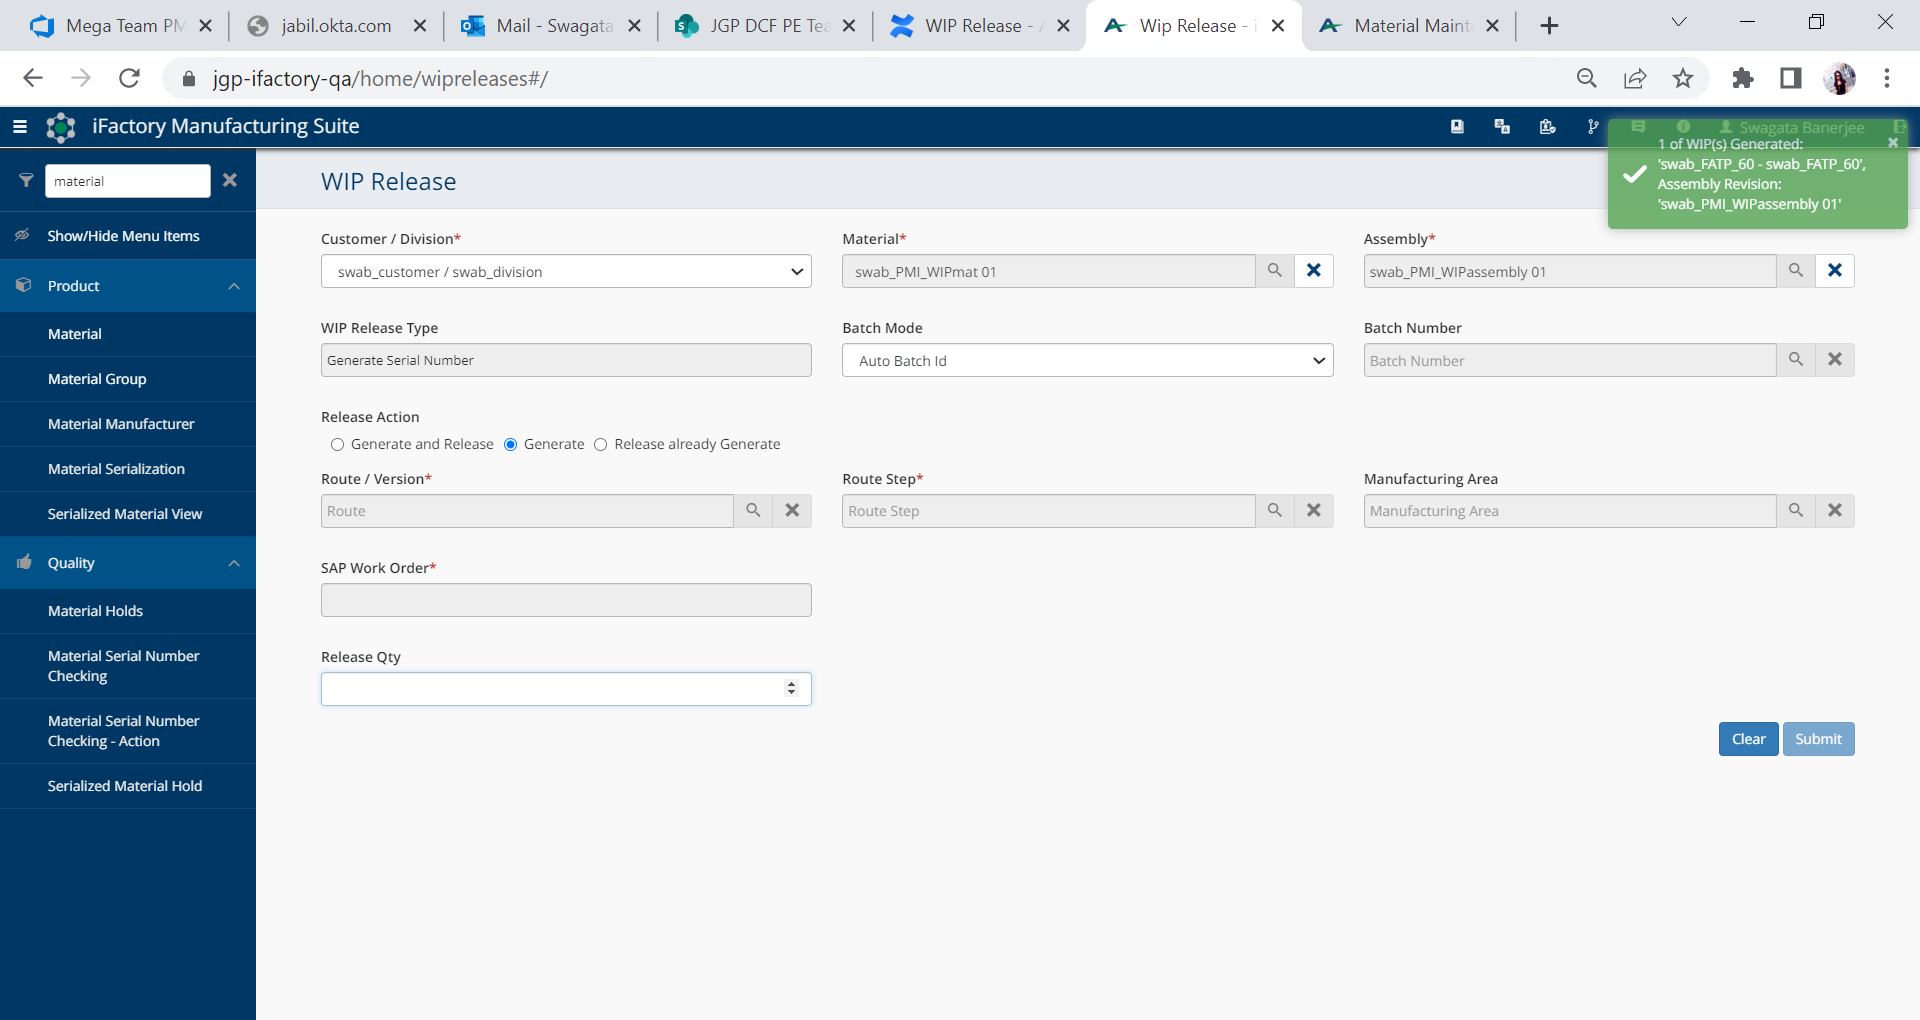 Mega Team PM
jabil.okta.com
Mail - Swagata
JGP DCF PE Tea
WIP Release - A
Wip Release - i
Material Maint
jgp-ifactory-qa/home/wipreleases#/
iFactory Manufacturing Suite
Swagata Banerjee
1 of WIP(s) Generated:
'swab_FATP_60 - swab_FATP_60',
Assembly Revision:
'swab_PMI_WIPassembly 01'
material
Show/Hide Menu Items
Product
Material
Material Group
Material Manufacturer
Material Serialization
Serialized Material View
Quality
Material Holds
Material Serial Number
Checking
Material Serial Number
Checking - Action
Serialized Material Hold
WIP Release
Customer / Division*
Material*
Assembly*
swab_customer / swab_division
swab_PMI_WIPmat 01
swab_PMI_WIPassembly 01
WIP Release Type
Batch Mode
Batch Number
Generate Serial Number
Auto Batch Id
Batch Number
Release Action
Generate and Release
Generate
Release already Generate
Route / Version*
Route Step*
Manufacturing Area
Route
Route Step
Manufacturing Area
SAP Work Order*
Release Qty
Clear
Submit